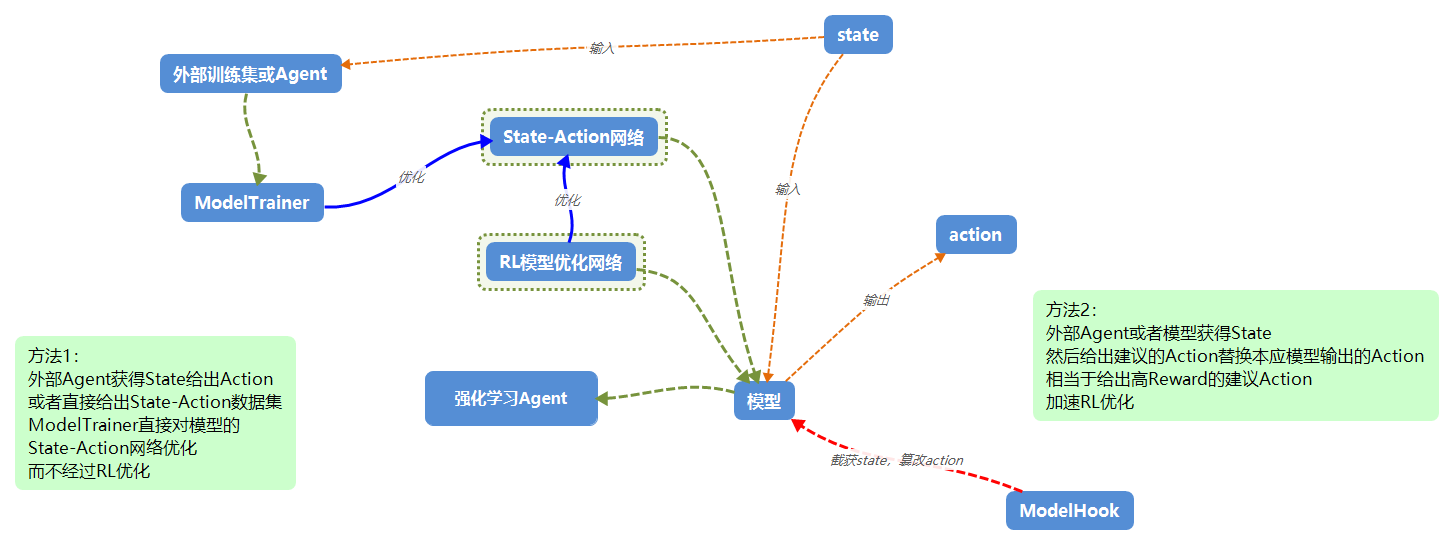 state
输入
外部训练集或Agent
State-Action网络
优化
ModelTrainer
输入
优化
action
RL模型优化网络
输出
方法1：
外部Agent获得State给出Action
或者直接给出State-Action数据集
ModelTrainer直接对模型的
State-Action网络优化
而不经过RL优化
强化学习Agent
模型
方法2：
外部Agent或者模型获得State
然后给出建议的Action替换本应模型输出的Action
相当于给出高Reward的建议Action
加速RL优化
截获state，篡改action
ModelHook